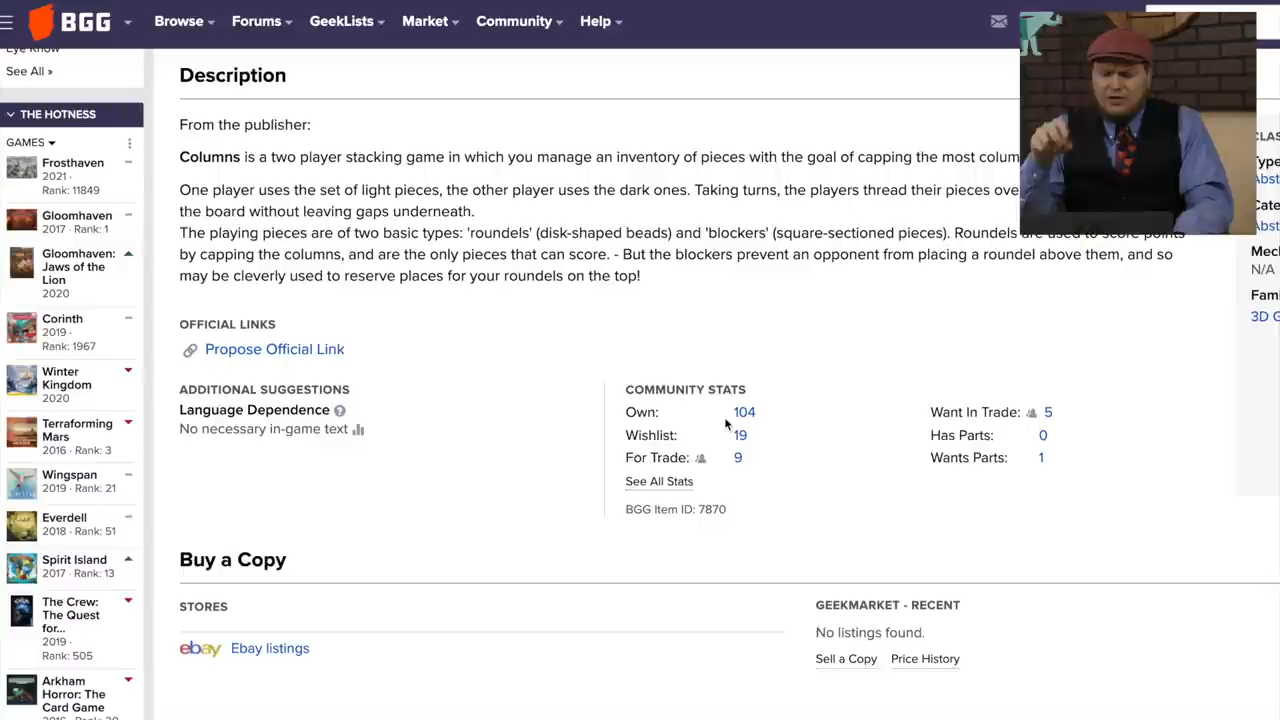 BGG
Browse
Forums
GeekLists
Market
Community
Help
See All »
THE HOTNESS
GAMES
Frosthaven
2021 ·
Rank: 11849
Gloomhaven
2017 · Rank: 1
Gloomhaven:
Jaws of the
Lion
2020
Corinth
2019 ·
Rank: 1967
Winter
Kingdom
2020
Terraforming
Mars
2016 · Rank: 3
Wingspan
2019 · Rank: 21
Everdell
2018 · Rank: 51
Spirit Island
2017 · Rank: 13
The Crew:
The Quest
for...
2019 ·
Rank: 505
Arkham
Horror: The
Card Game
Description
From the publisher:
Columns is a two player stacking game in which you manage an inventory of pieces with the goal of capping the most
One player uses the set of light pieces, the other player uses the dark ones. Taking turns, the players thread their pieces
the board without leaving gaps underneath.
The playing pieces are of two basic types: 'roundels' (disk-shaped beads) and 'blockers' (square-sectioned pieces). Roundels are used to score points
by capping the columns, and are the only pieces that can score. - But the blockers prevent an opponent from placing a roundel above them, and so
may be cleverly used to reserve places for your roundels on the top!
OFFICIAL LINKS
Propose Official Link
ADDITIONAL SUGGESTIONS
Language Dependence
No necessary in-game text
COMMUNITY STATS
Own: 104
Wishlist: 19
For Trade: 9
See All Stats
BGG Item ID: 7870
Want In Trade: 5
Has Parts: 0
Wants Parts: 1
Buy a Copy
STORES
ebay Ebay listings
GEEKMARKET - RECENT
No listings found.
Sell a Copy Price History
N/A